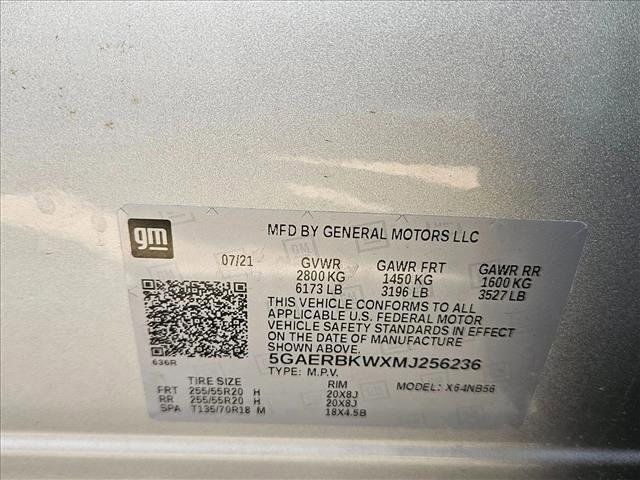 gm
MFD BY GENERAL MOTORS LLC
07/21 GVWR GAWR FRT GAWR RR
2800 KG 1450 KG 1600 KG
6173 LB 3196 LB 3527 LB
THIS VEHICLE CONFORMS TO ALL
APPLICABLE U.S. FEDERAL MOTOR
VEHICLE SAFETY STANDARDS IN EFFECT
ON THE DATE OF MANUFACTURE
SHOWN ABOVE.
636R 5GAERBKWXMJ256236
TYPE: M.P.V. MODEL: X64NB56
TIRE SIZE RIM
FRT 255/55R20 H 20X8J
RR 255/55R20 H 20X8J
SPA T135/70R18 M 18X4.5B